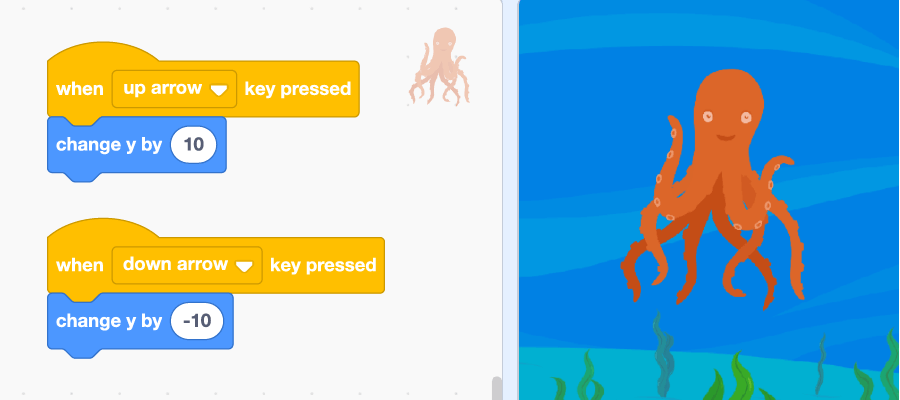 when up arrow key pressed
change y by 10
when down arrow key pressed
change y by -10